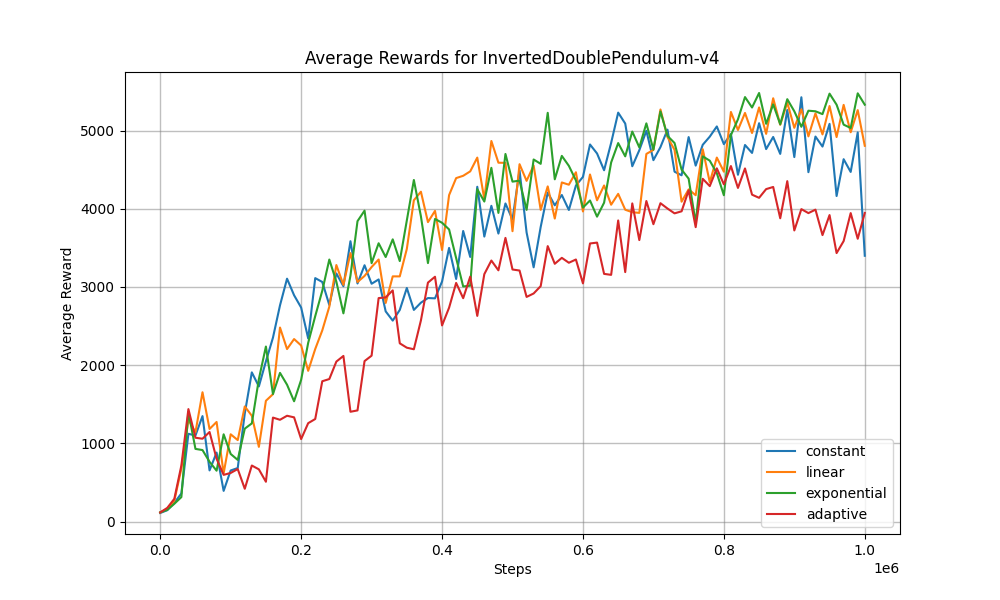 Average Rewards for InvertedDoublePendulum-v4
Average Reward
5000
4000
3000
2000
1000
0
0.0
0.2
0.4
0.6
0.8
1.0
1e6
Steps
constant
linear
exponential
adaptive